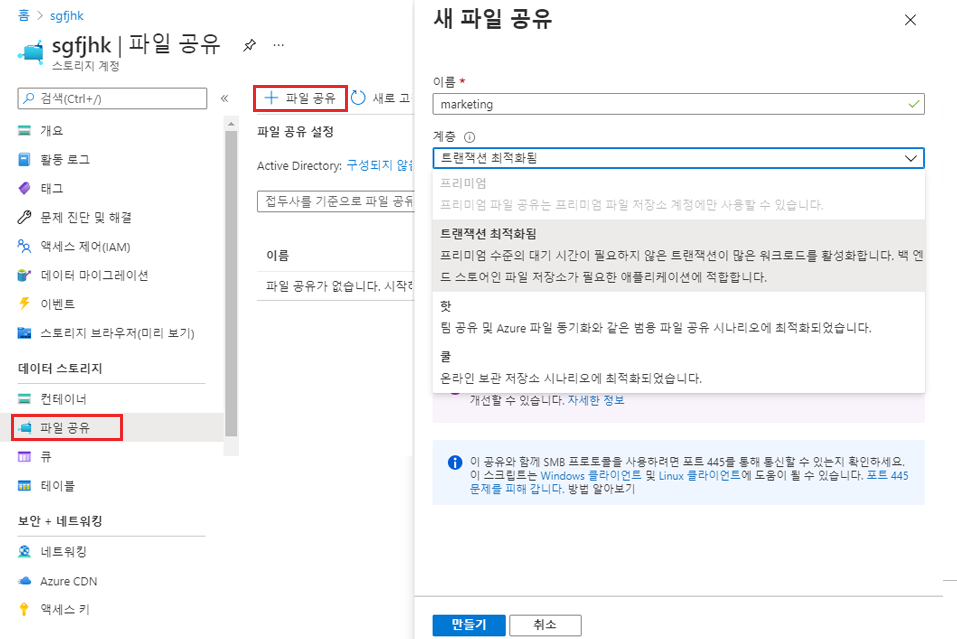 홈 > sgfjhk
sgfjhk | 파일 공유
스토리지 계정
검색(Ctrl+/)
«
개요
활동 로그
태그
문제 진단 및 해결
액세스 제어(IAM)
데이터 마이그레이션
이벤트
스토리지 브라우저(미리 보기)
데이터 스토리지
컨테이너
파일 공유
큐
테이블
보안 + 네트워킹
네트워킹
Azure CDN
액세스 키
+ 파일 공유
새로 고
파일 공유 설정
Active Directory: 구성되지 않음
접두사를 기준으로 파일 공유
이름
파일 공유가 없습니다. 시작하
새 파일 공유
이름 *
marketing
계층
트랜잭션 최적화됨
프리미엄
프리미엄 파일 공유는 프리미엄 파일 저장소 계정에만 사용할 수 있습니다.
트랜잭션 최적화됨
프리미엄 수준의 대기 시간이 필요하지 않은 트랜잭션이 많은 워크로드를 활성화합니다. 백 엔
드 스토어인 파일 저장소가 필요한 애플리케이션에 적합합니다.
핫
팀 공유 및 Azure 파일 동기화와 같은 범용 파일 공유 시나리오에 최적화되었습니다.
쿨
온라인 보관 저장소 시나리오에 최적화되었습니다.
개선할 수 있습니다. 자세한 정보
이 공유와 함께 SMB 프로토콜을 사용하려면 포트 445를 통해 통신할 수 있는지 확인하세요.
이 스크립트는 Windows 클라이언트 및 Linux 클라이언트에 도움이 될 수 있습니다. 포트 445
문제를 피해 갑니다. 방법 알아보기
만들기
취소